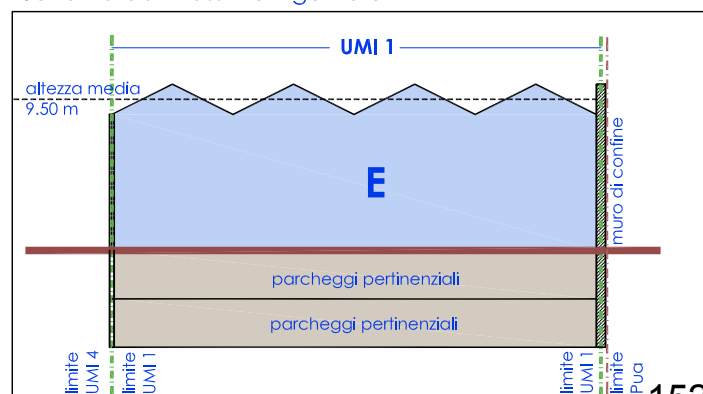 UMI 1
altezza media
9.50 m
E
muro di confine
parcheggi pertinenziali
parcheggi pertinenziali
limite
UMI 4
limite
UMI 1
limite
UMI 1
limite
Pua